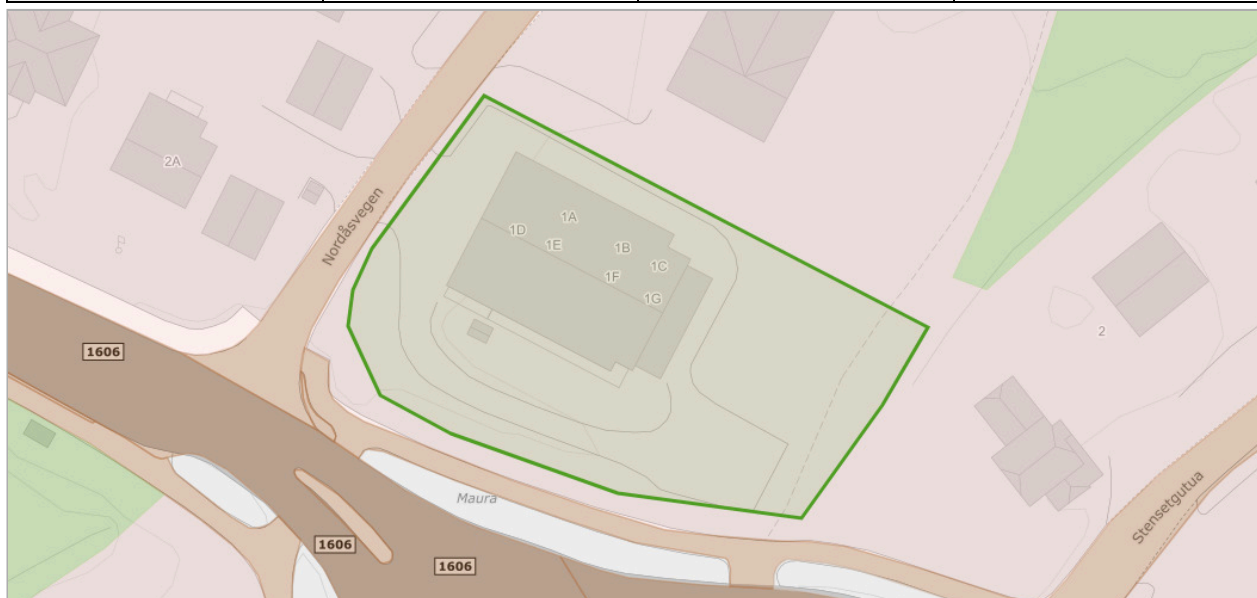 2A
Nordåsvegen
1A
1D
1E
1B
1F
1C
1G
2
1606
Maura
1606
1606
Stensetgutua